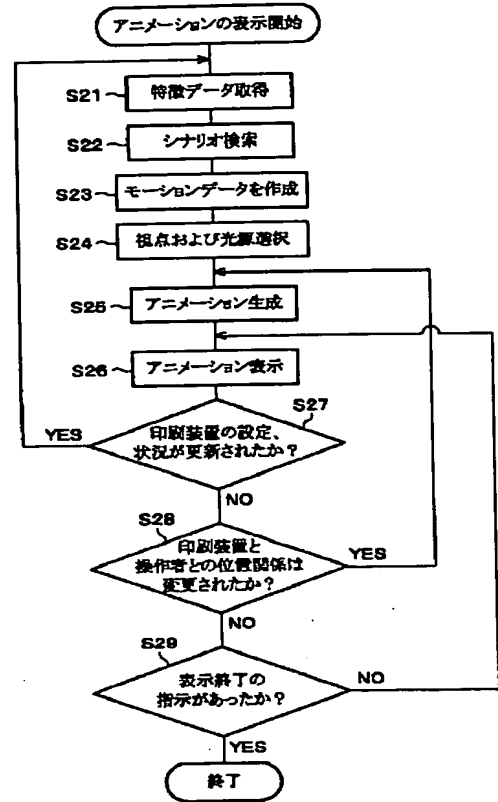 アニメーションの表示開始
S21
特徴データ取得
S22
シナリオ検索
S23
モーションデータを作成
S24
視点および光源選択
S25
アニメーション生成
S26
アニメーション表示
S27
YES
印刷装置の設定、
状況が更新されたか？
NO
S28
印刷装置と
操作者との位置関係は
変更されたか？
YES
NO
S29
表示終了の
指示があったか？
NO
YES
終了